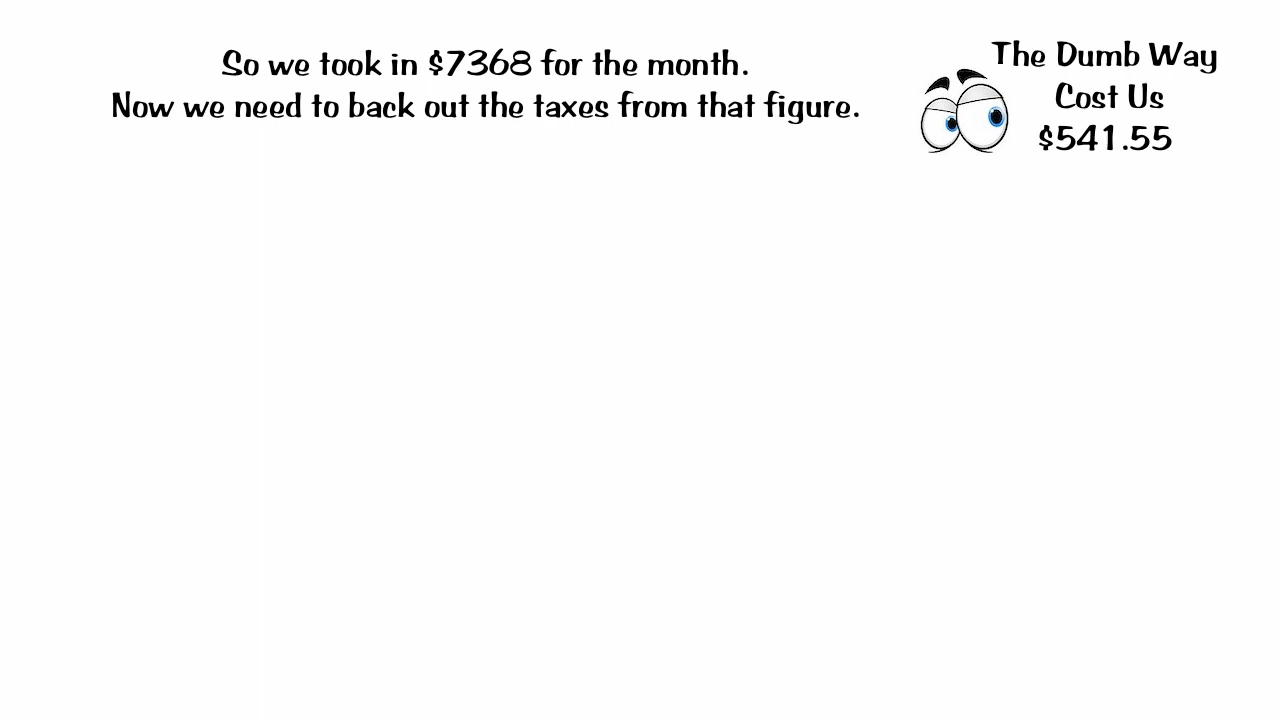 So we took in $7368 for the month.
Now we need to back out the taxes from that figure.
The Dumb Way
Cost Us
$541.55